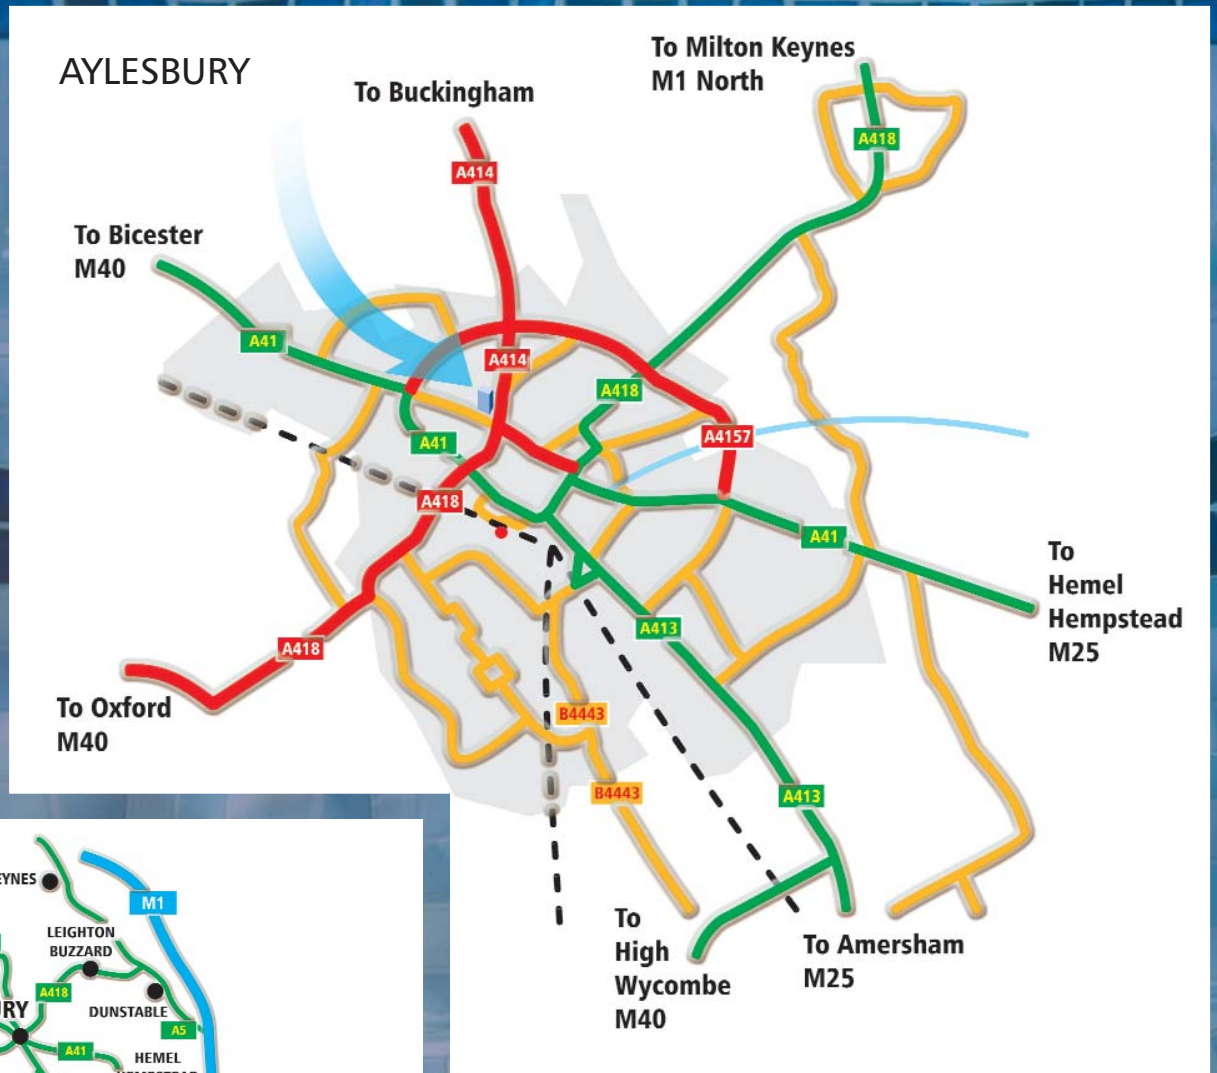 AYLESBURY
To Milton Keynes
M1 North
To Buckingham
A418
A414
To Bicester
M40
A41
A414
A418
A4157
A41
A418
A41
To
Hemel
Hempstead
M25
A413
A418
To Oxford
M40
B4443
B4443
A413
To
High
Wycombe
M40
To Amersham
M25
EYNES
M1
LEIGHTON
BUZZARD
A418
DUNSTABLE
RY
A5
A41
HEMEL